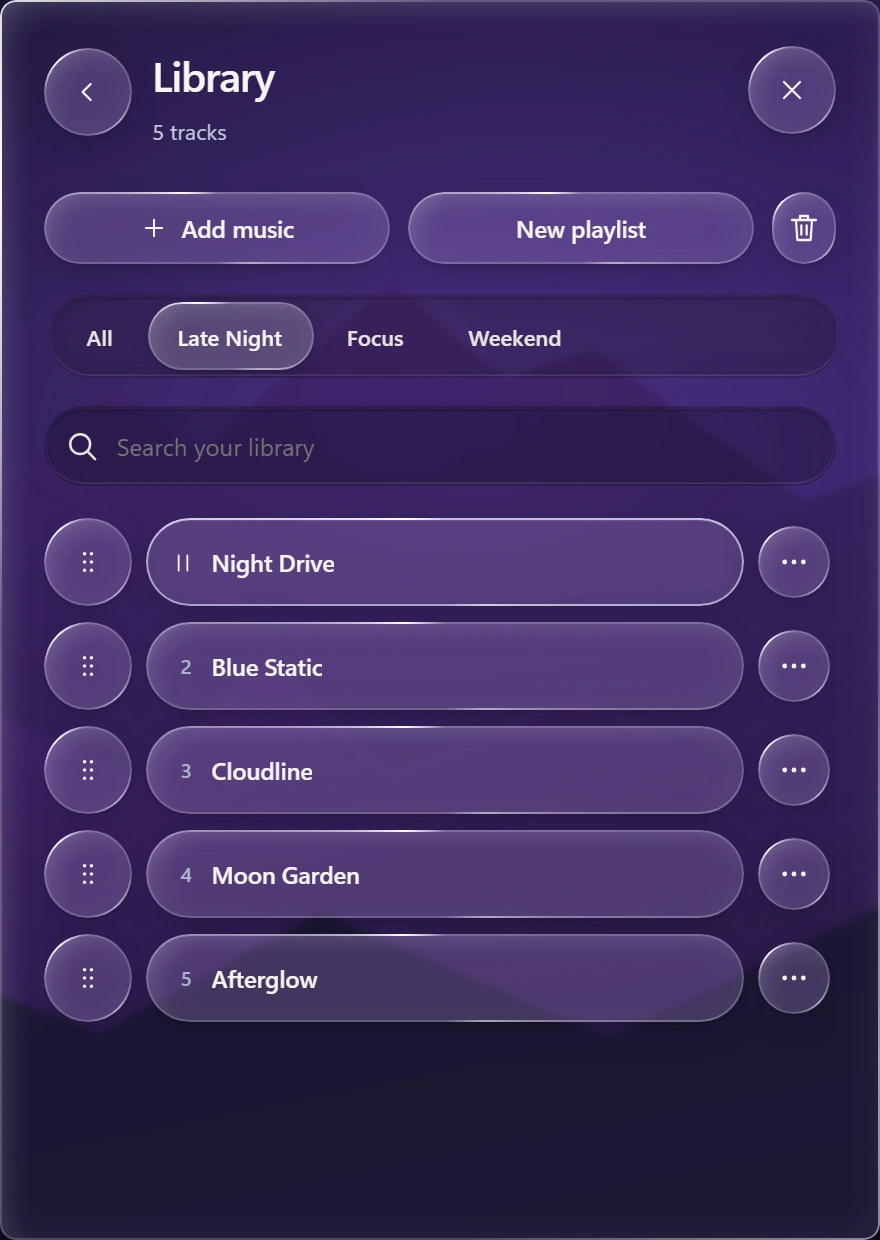 Library
5 tracks
Add music
New playlist
All
Late Night
Focus
Weekend
Search your library
Night Drive
2 Blue Static
3 Cloudline
4 Moon Garden
5 Afterglow